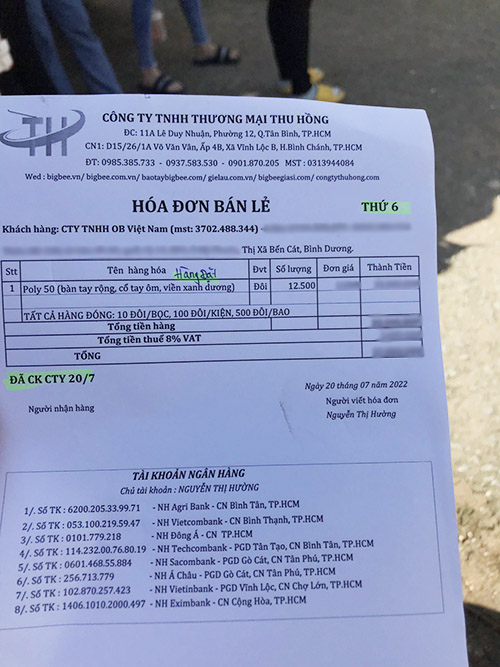 TH
CÔNG TY TNHH THƯƠNG MẠI THU HỒNG
ĐC: 11A Lê Duy Nhuận, Phường 12, Q.Tân Bình, TP.HCM
CN1: D15/26/1A Võ Văn Vân, Ấp 4B, Xã Vĩnh Lộc B, H.Bình Chánh, TP.HCM
ĐT: 0985.385.733 - 0937.583.530 - 0901.870.205 MST : 0313944084
Wed : bigbee.vn/ bigbee.com.vn/ baotaybigbee.com/ gielau.com.vn/ bigbeegiasi.com/ congtythuhong.com
HÓA ĐƠN BÁN LẺ THỨ 6
Khách hàng: CTY TNHH OB Việt Nam (mst: 3702.488.344)
Thị Xã Bến Cát, Bình Dương.
Stt Tên hàng hóa Hàng Đặt Đvt Số lượng Đơn giá Thành Tiền
1 Poly 50 (bàn tay rộng, cổ tay ôm, viền xanh dương) Đôi 12.500
TẤT CẢ HÀNG ĐÓNG: 10 ĐÔI/BỌC, 100 ĐÔI/KIỆN, 500 ĐÔI/BAO
Tổng tiền hàng
Tổng tiền thuế 8% VAT
TỔNG
ĐÃ CK CTY 20/7
Ngày 20 tháng 07 năm 2022
Người nhận hàng Người viết hóa đơn
Nguyễn Thị Hường
TÀI KHOẢN NGÂN HÀNG
Chủ tài khoản : NGUYỄN THỊ HƯỜNG
1/. Số TK : 6200.205.33.99.71 - NH Agri Bank - CN Bình Tân, TP.HCM
2/. Số TK : 053.100.219.59.47 - NH Vietcombank - CN Bình Thạnh, TP.HCM
3/. Số TK : 0101.779.218 - NH Đông Á - CN TP.HCM
4/. Số TK : 114.232.00.76.80.19 - NH Techcombank - PGD Tân Tạo, CN Bình Tân, TP.HCM
5/. Số TK : 0601.468.55.884 - NH Sacombank - PGD Gò Cát, CN Tân Phú, TP.HCM
6/. Số TK : 256.713.779 - NH Á Châu - PGD Gò Cát, CN Tân Phú, TP.HCM
7/. Số TK : 102.870.257.423 - NH Vietinbank - PGD Vĩnh Lộc, CN Chợ Lớn, TP.HCM
8/. Số TK : 1406.1010.2000.497 - NH Eximbank - CN Cộng Hòa, TP.HCM